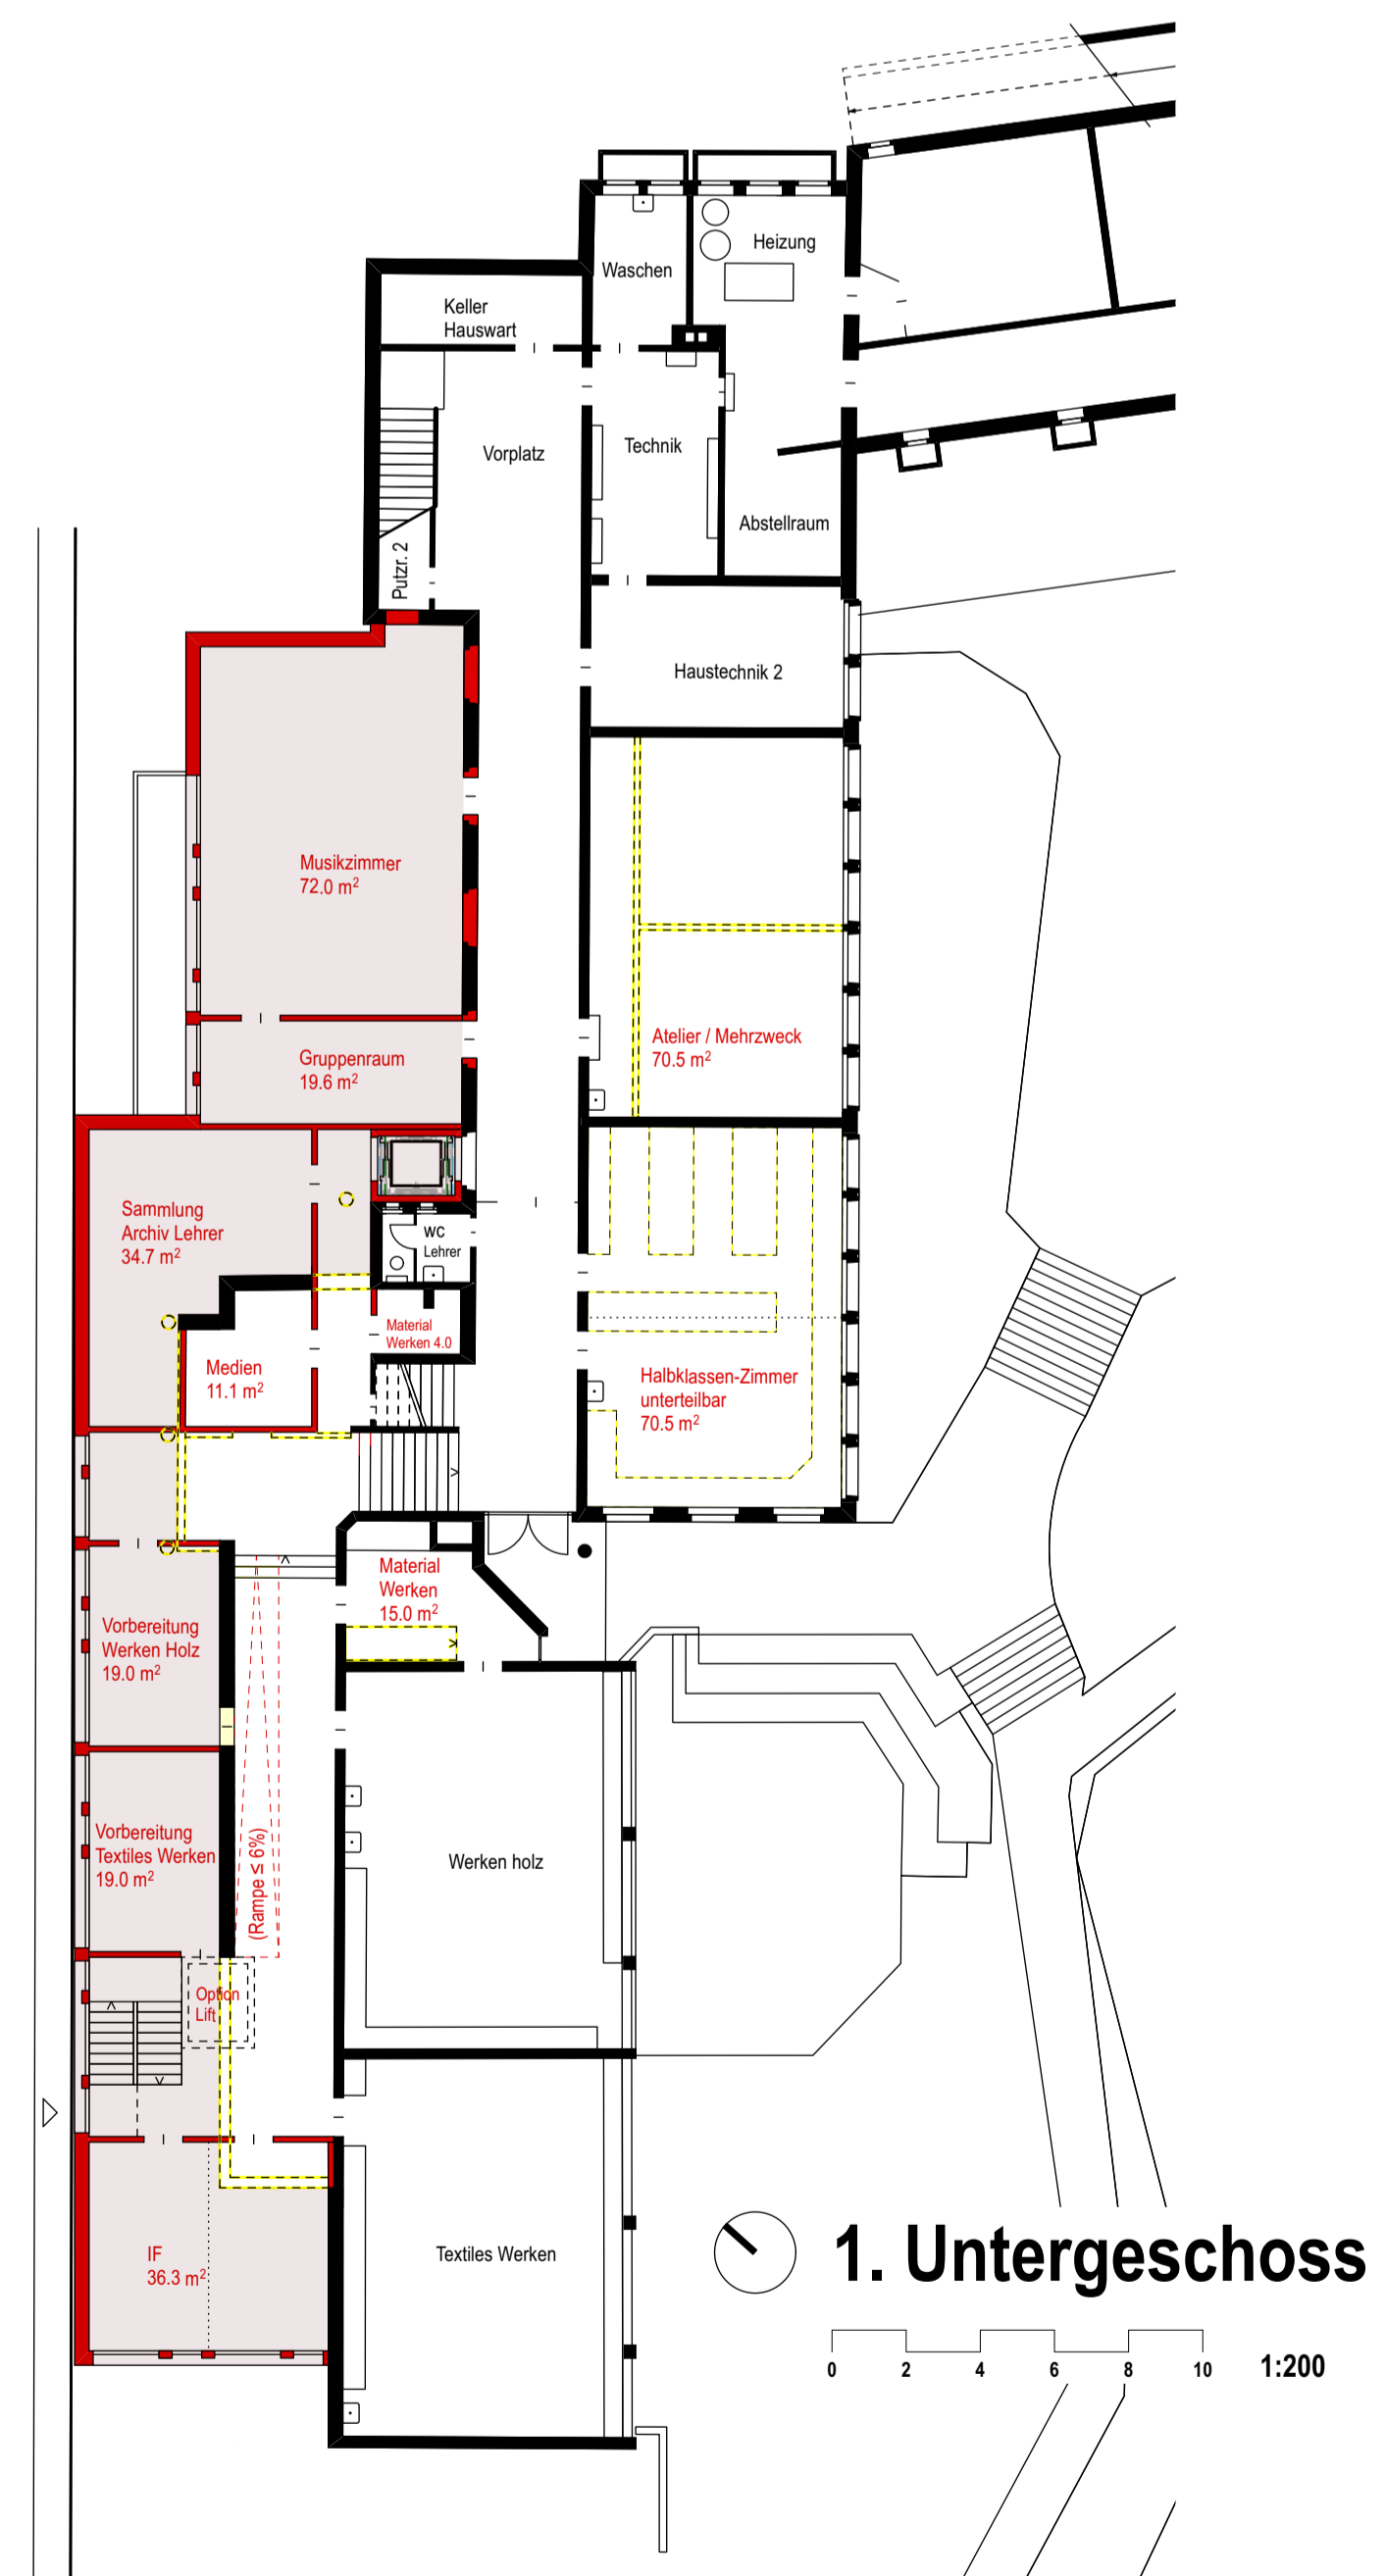 Heizung
Waschen
Keller
Hauswart
Technik
Vorplatz
Abstellraum
Putzr. 2
Haustechnik 2
Musikzimmer
72.0 m²
Atelier / Mehrzweck
70.5 m²
Gruppenraum
19.6 m²
Sammlung
Archiv Lehrer
34.7 m²
WC
Lehrer
Material
Werken 4.0
Medien
11.1 m²
Halbklassen-Zimmer
unterteilbar
70.5 m²
Material
Werken
15.0 m²
Vorbereitung
Werken Holz
19.0 m²
Vorbereitung
Textiles Werken
19.0 m²
(Rampe ≤ 6%)
Werken holz
Option
Lift
IF
36.3 m²
Textiles Werken
1. Untergeschoss
0 2 4 6 8 10
1:200